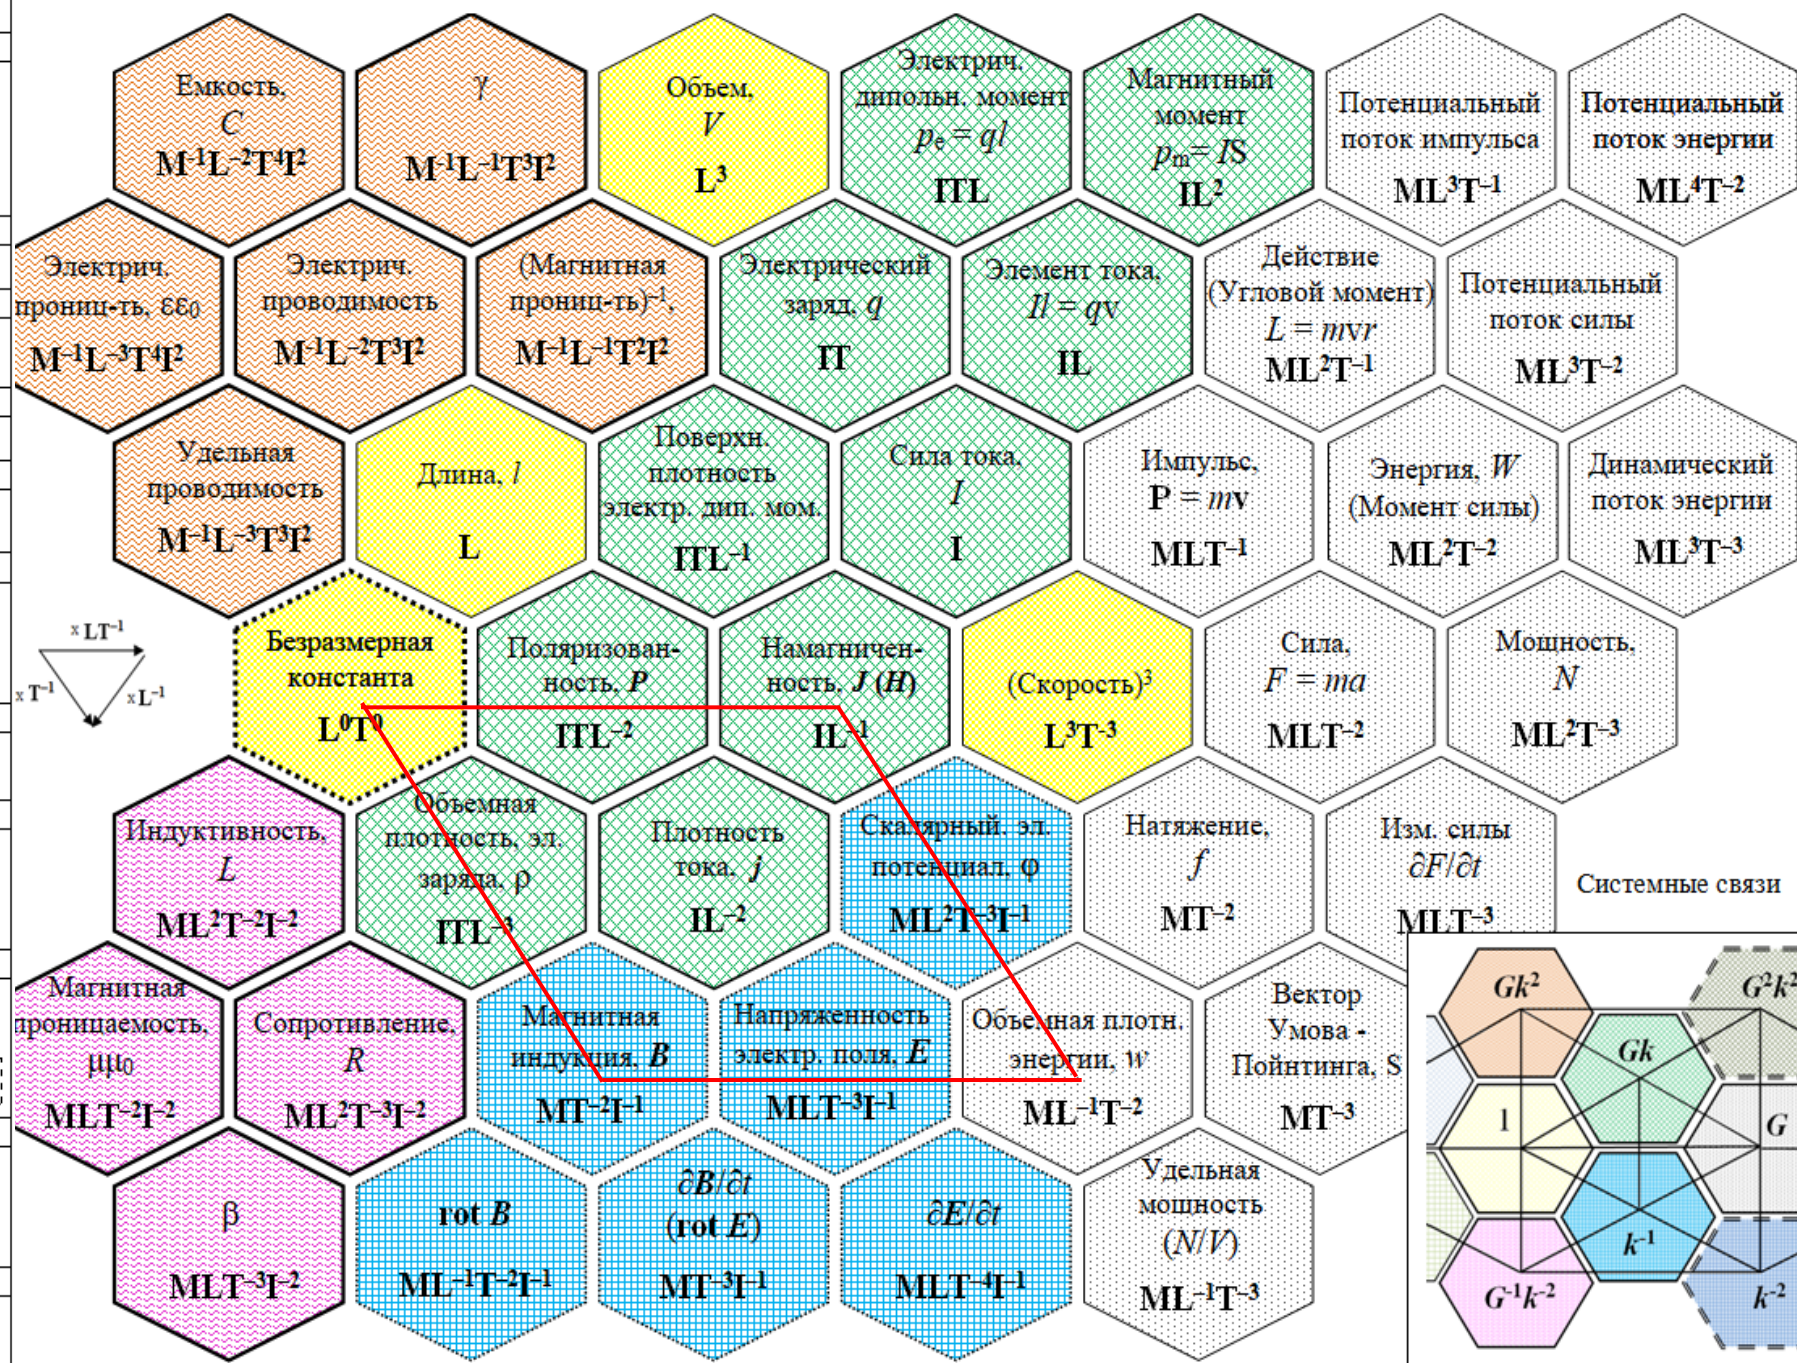 Емкость,
C
M⁻¹L⁻²T⁴I²
γ
M⁻¹L⁻¹T³I²
Объем,
V
L³
Электрич.
дипольн. момент
pₑ = ql
ITL
Магнитный
момент
pₘ= IS
IL²
Потенциальный
поток импульса
ML³T⁻¹
Потенциальный
поток энергии
ML⁴T⁻²
Электрич.
прониц-ть, εε₀
M⁻¹L⁻³T⁴I²
Электрич.
проводимость
M⁻¹L⁻²T³I²
(Магнитная
прониц-ть)⁻¹,
M⁻¹L⁻¹T²I²
Электрический
заряд, q
IT
Элемент тока,
Il = qv
IL
Действие
(Угловой момент)
L = mvr
ML²T⁻¹
Потенциальный
поток силы
ML³T⁻²
Удельная
проводимость
M⁻¹L⁻³T³I²
Длина, l
L
Поверхн.
плотность
электр. дип. мом.
ITL⁻¹
Сила тока,
I
I
Импульс,
P = mv
MLT⁻¹
Энергия, W
(Момент силы)
ML²T⁻²
Динамический
поток энергии
ML³T⁻³
x LT⁻¹
x T⁻¹
x L⁻¹
Безразмерная
константа
L⁰T⁰
Поляризован-
ность, P
ITL⁻²
Намагничен-
ность, J (H)
IL⁻¹
(Скорость)³
L³T⁻³
Сила,
F = ma
MLT⁻²
Мощность,
N
ML²T⁻³
Индуктивность,
L
ML²T⁻²I⁻²
Объемная
плотность, эл.
заряда, ρ
ITL⁻³
Плотность
тока, j
IL⁻²
Скалярный. эл.
потенциал, φ
ML²T⁻³I⁻¹
Натяжение,
f
MT⁻²
Изм. силы
∂F/∂t
MLT⁻³
Системные связи
Магнитная
проницаемость,
μμ₀
MLT⁻²I⁻²
Сопротивление,
R
ML²T⁻³I⁻²
Магнитная
индукция, B
MT⁻²I⁻¹
Напряженность
электр. поля, E
MLT⁻³I⁻¹
Объемная плотн.
энергии, w
ML⁻¹T⁻²
Вектор
Умова -
Пойнтинга, S
MT⁻³
β
MLT⁻³I⁻²
rot B
ML⁻¹T⁻²I⁻¹
∂B/∂t
(rot E)
MT⁻³I⁻¹
∂E/∂t
MLT⁻⁴I⁻¹
Удельная
мощность
(N/V)
ML⁻¹T⁻³
Gk²
G²k²
Gk
1
G
k⁻¹
G⁻¹k⁻²
k⁻²